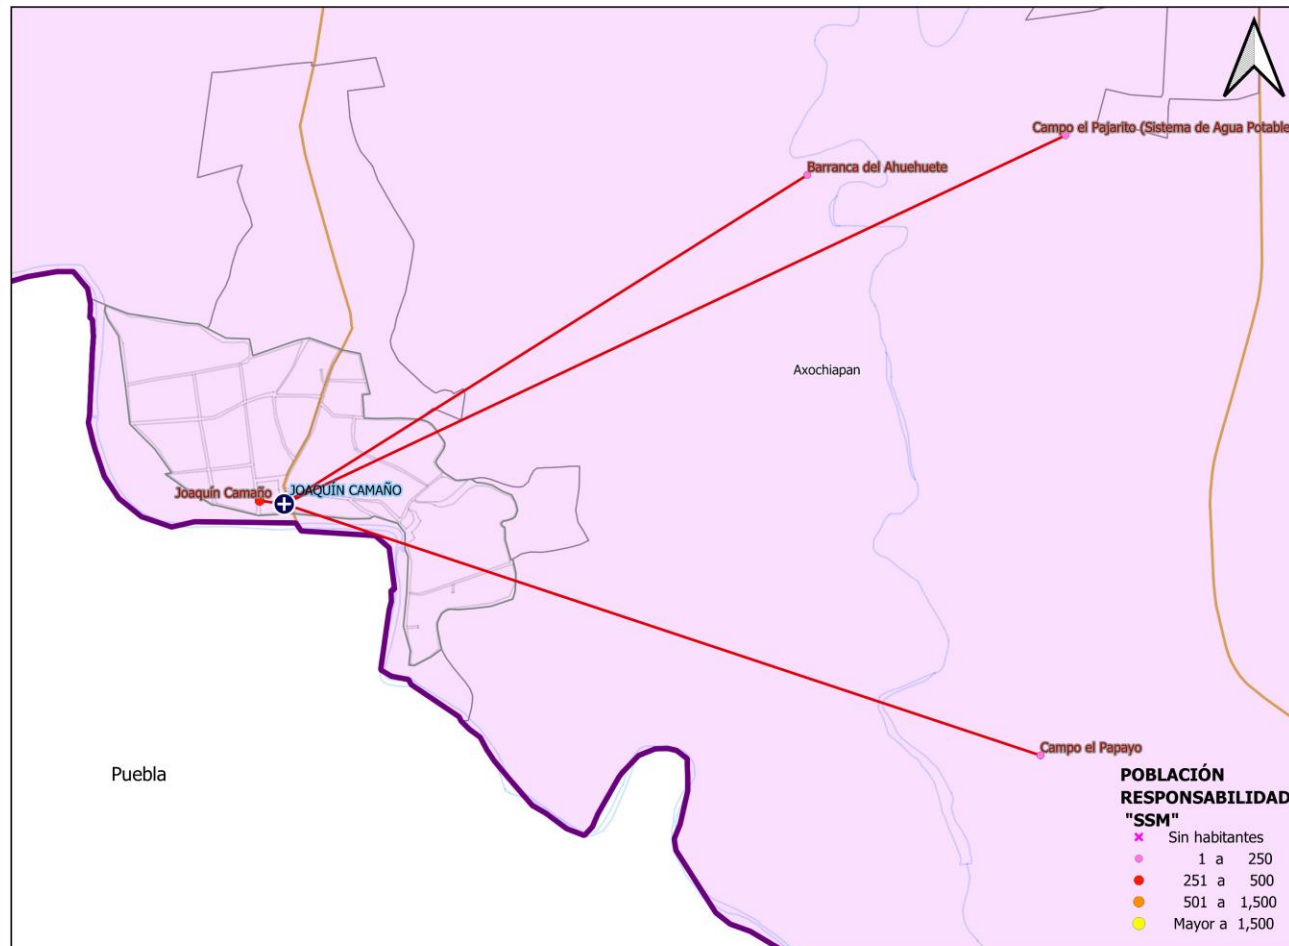 Campo el Pajarito (Sistema de Agua Potable
Barranca del Ahuehuete
Axochiapan
Joaquín Camaño
JOAQUÍN CAMAÑO
Campo el Papayo
Puebla
POBLACIÓN
RESPONSABILIDAD
"SSM"
Sin habitantes
1 a 250
251 a 500
501 a 1,500
Mayor a 1,500